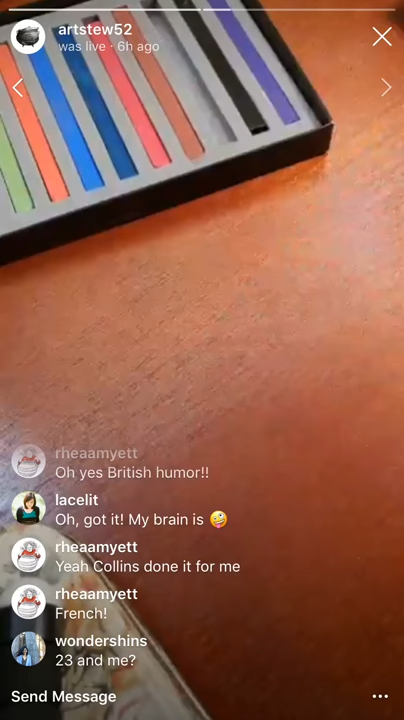 artstew52
was live · 6h ago
rheaamyett
Oh yes British humor!!
lacelit
Oh, got it! My brain is 🤪
rheaamyett
Yeah Collins done it for me
rheaamyett
French!
wondershins
23 and me?
Send Message